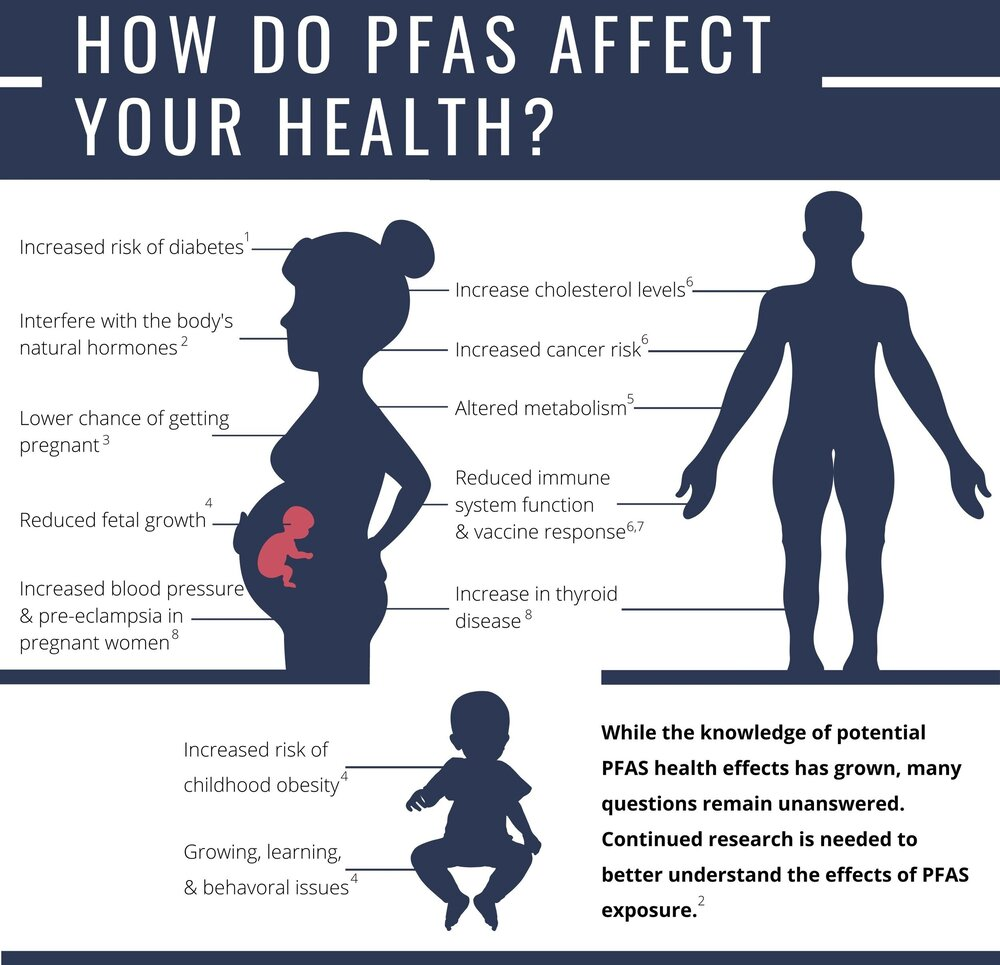 HOW DO PFAS AFFECT
YOUR HEALTH?
Increased risk of diabetes1
Interfere with the body's
natural hormones 2
Lower chance of getting
pregnant 3
Reduced fetal growth 4
Increased blood pressure
& pre-eclampsia in
pregnant women8
Increase cholesterol levels6
Increased cancer risk6
Altered metabolism5
Reduced immune
system function
& vaccine response6,7
Increase in thyroid
disease 8
Increased risk of
childhood obesity4
Growing, learning,
& behavoral issues4
While the knowledge of potential
PFAS health effects has grown, many
questions remain unanswered.
Continued research is needed to
better understand the effects of PFAS
exposure.2